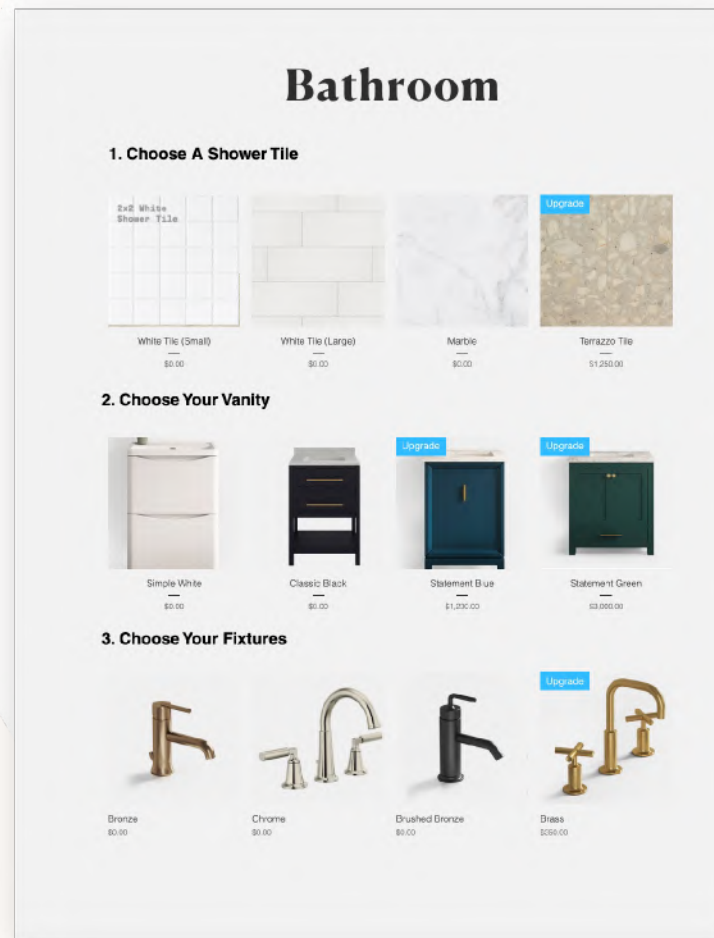 Bathroom
1. Choose A Shower Tile
2x2 White
Shower Tile
Upgrade
White Tile (Small)
White Tile (Large)
Marble
Terrazzo Tile
$0.00
$0.00
$0.00
$1,250.00
2. Choose Your Vanity
Upgrade
Upgrade
Simple White
Classic Black
Statement Blue
Statement Green
$0.00
$0.00
3. Choose Your Fixtures
Upgrade
Bronze
Chrome
Brushed Bronze
Brass
$0.00
$0.00
$0.00